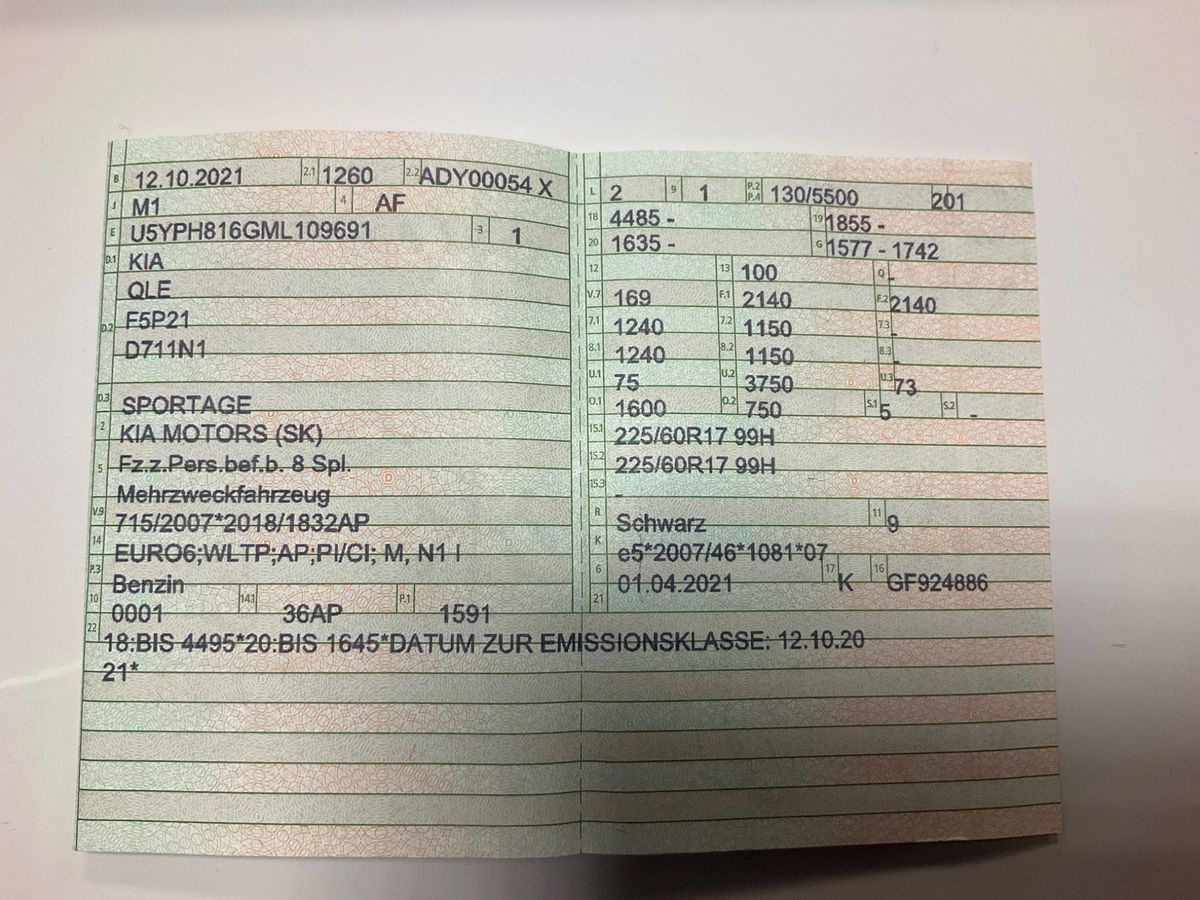 B 12.10.2021 2.1 1260 2.2 ADY00054 X
J M1 4 AF
E U5YPH816GML109691 3 1
D.1 KIA
QLE
D.2 F5P21
D711N1
D.3 SPORTAGE
2 KIA MOTORS (SK)
5 Fz.z.Pers.bef.b. 8 Spl.
Mehrzweckfahrzeug
V.9 715/2007*2018/1832AP
14 EURO6;WLTP;AP;PI/CI; M, N1 I
P.3 Benzin
10 0001 14.1 36AP P.1 1591
L 2 9 1 P.2 P.4 130/5500 201
18 4485 - 19 1855 -
20 1635 - G 1577 - 1742
12 13 100 Q -
V.7 169 F.1 2140 F.2 2140
7.1 1240 7.2 1150 7.3 -
8.1 1240 8.2 1150 8.3 -
U.1 75 U.2 3750 U.3 73
O.1 1600 O.2 750 S.1 5 S.2 -
15.1 225/60R17 99H
15.2 225/60R17 99H
15.3 -
R Schwarz 11 9
K e5*2007/46*1081*07
6 01.04.2021 17 K 16 GF924886
21
22 18:BIS 4495*20:BIS 1645*DATUM ZUR EMISSIONSKLASSE: 12.10.20
21*